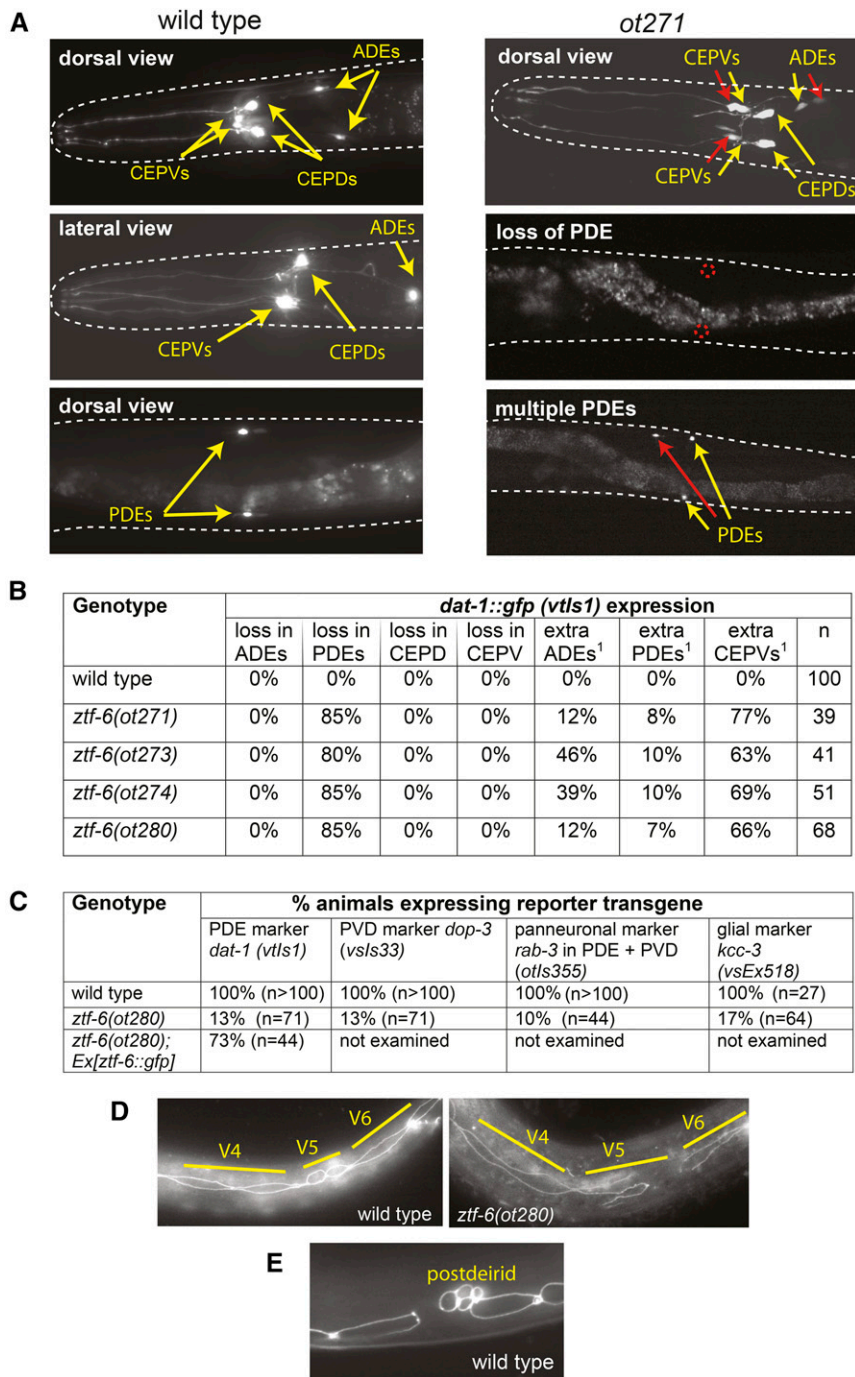 A
wild type
ot271
dorsal view
ADEs
CEPVs
CEPDs
dorsal view
CEPVs
ADEs
CEPVs
CEPDs
lateral view
ADEs
CEPVs
CEPDs
loss of PDE
dorsal view
PDEs
multiple PDEs
PDEs
B
Genotype dat-1::gfp (vtIs1) expression
loss in ADEs loss in PDEs loss in CEPD loss in CEPV extra ADEs¹ extra PDEs¹ extra CEPVs¹ n
wild type 0% 0% 0% 0% 0% 0% 0% 100
ztf-6(ot271) 0% 85% 0% 0% 12% 8% 77% 39
ztf-6(ot273) 0% 80% 0% 0% 46% 10% 63% 41
ztf-6(ot274) 0% 85% 0% 0% 39% 10% 69% 51
ztf-6(ot280) 0% 85% 0% 0% 12% 7% 66% 68
C
Genotype % animals expressing reporter transgene
PDE marker dat-1 (vtIs1) PVD marker dop-3 (vsIs33) panneuronal marker rab-3 in PDE + PVD (otIs355) glial marker kcc-3 (vsEx518)
wild type 100% (n>100) 100% (n>100) 100% (n>100) 100% (n=27)
ztf-6(ot280) 13% (n=71) 13% (n=71) 10% (n=44) 17% (n=64)
ztf-6(ot280); Ex[ztf-6::gfp] 73% (n=44) not examined not examined not examined
D
V4
V5
V6
wild type
V4
V5
V6
ztf-6(ot280)
E
postdeirid
wild type